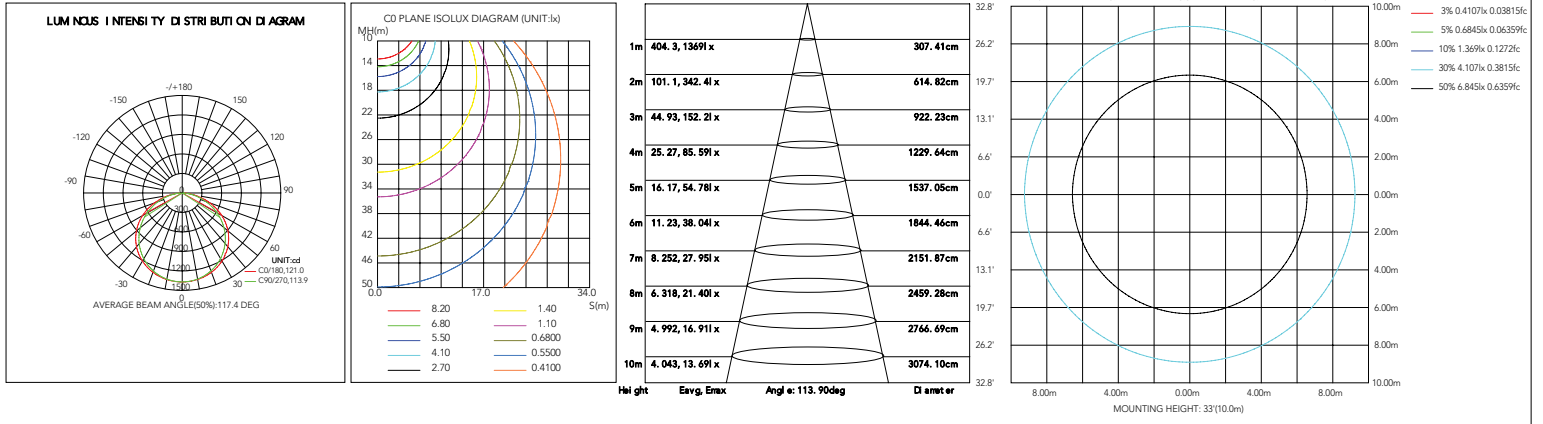 LUMINOUS INTENSITY DISTRIBUTION DIAGRAM
-/+180
-150
150
-120
120
-90
90
-60
60
-30
30
0
0
300
600
900
1200
1500
UNIT:cd
C0/180,121.0
C90/270,113.9
AVERAGE BEAM ANGLE(50%):117.4 DEG
C0 PLANE ISOLUX DIAGRAM (UNIT:lx)
MH(m)
10
14
18
22
26
30
34
38
42
46
50
0.0
17.0
34.0
S(m)
8.20
1.40
6.80
1.10
5.50
0.6800
4.10
0.5500
2.70
0.4100
1m 404.3,1369lx 307.41cm
2m 101.1,342.4lx 614.82cm
3m 44.93,152.2lx 922.23cm
4m 25.27,85.59lx 1229.64cm
5m 16.17,54.78lx 1537.05cm
6m 11.23,38.04lx 1844.46cm
7m 8.252,27.95lx 2151.87cm
8m 6.318,21.40lx 2459.28cm
9m 4.992,16.91lx 2766.69cm
10m 4.043,13.69lx 3074.10cm
Height Eavg,Emax Angle:113.90deg Diameter
32.8'
26.2'
19.7'
13.1'
6.6'
0.0'
6.6'
13.1'
19.7'
26.2'
32.8'
10.00m
8.00m
6.00m
4.00m
2.00m
0.00m
2.00m
4.00m
6.00m
8.00m
10.00m
8.00m
4.00m
0.00m
4.00m
8.00m
MOUNTING HEIGHT: 33'(10.0m)
3% 0.4107lx 0.03815fc
5% 0.6845lx 0.06359fc
10% 1.369lx 0.1272fc
30% 4.107lx 0.3815fc
50% 6.845lx 0.6359fc